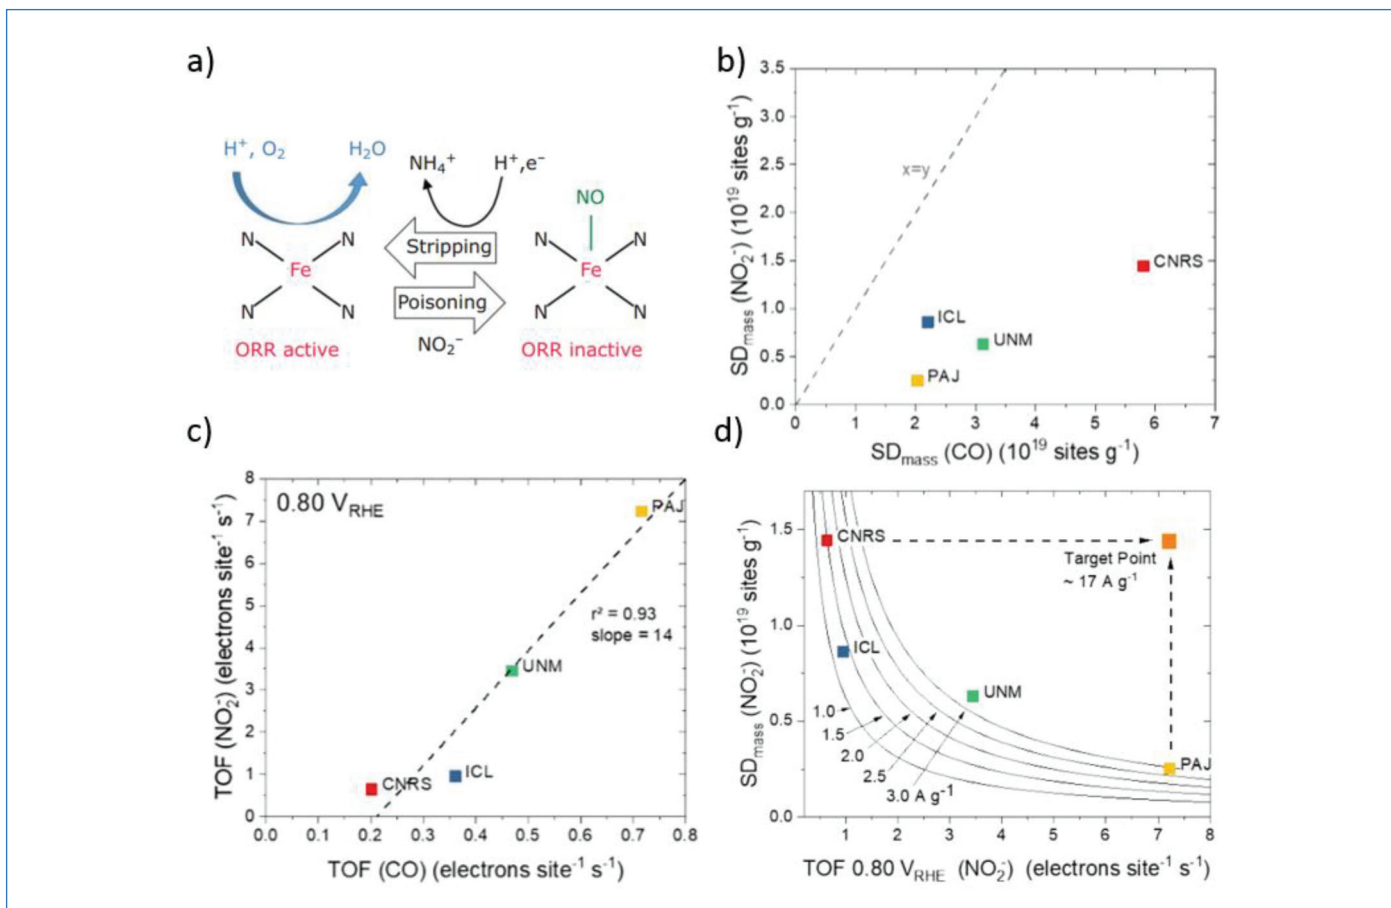 a)
H⁺, O₂
H₂O
NH₄⁺
H⁺,e⁻
NO
N
N
Stripping
N
N
Fe
Fe
N
N
Poisoning
N
N
ORR active
NO₂⁻
ORR inactive
b)
SD_mass (NO₂⁻) (10¹⁹ sites g⁻¹)
3.5
3.0
2.5
2.0
1.5
1.0
0.5
0.0
x=y
CNRS
ICL
UNM
PAJ
0
1
2
3
4
5
6
7
SD_mass (CO) (10¹⁹ sites g⁻¹)
c)
TOF (NO₂⁻) (electrons site⁻¹ s⁻¹)
8
7
6
5
4
3
2
1
0
0.80 V_RHE
PAJ
r² = 0.93
slope = 14
UNM
ICL
CNRS
0.0
0.1
0.2
0.3
0.4
0.5
0.6
0.7
0.8
TOF (CO) (electrons site⁻¹ s⁻¹)
d)
SD_mass (NO₂⁻) (10¹⁹ sites g⁻¹)
1.5
1.0
0.5
0.0
CNRS
Target Point
~ 17 A g⁻¹
ICL
UNM
1.0
1.5
2.0
2.5
3.0 A g⁻¹
PAJ
1
2
3
4
5
6
7
8
TOF 0.80 V_RHE (NO₂⁻) (electrons site⁻¹ s⁻¹)